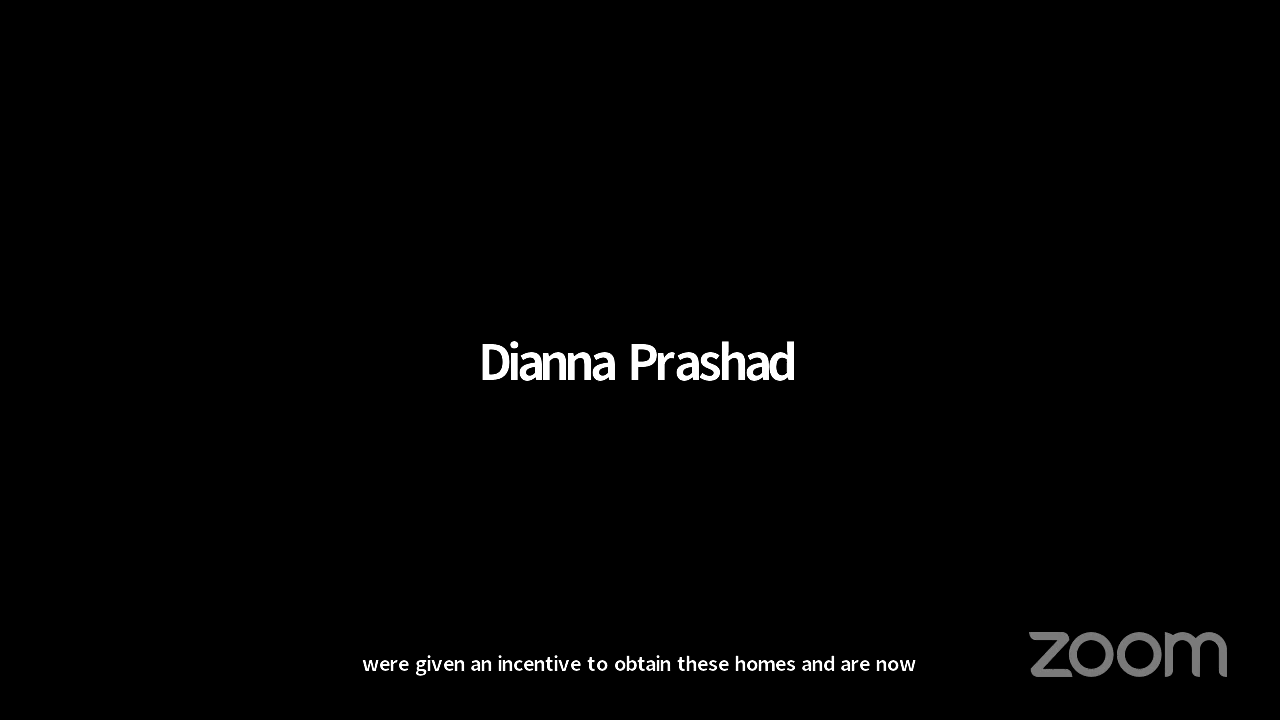 Dianna Prashad
were given an incentive to obtain these homes and are now
zoom